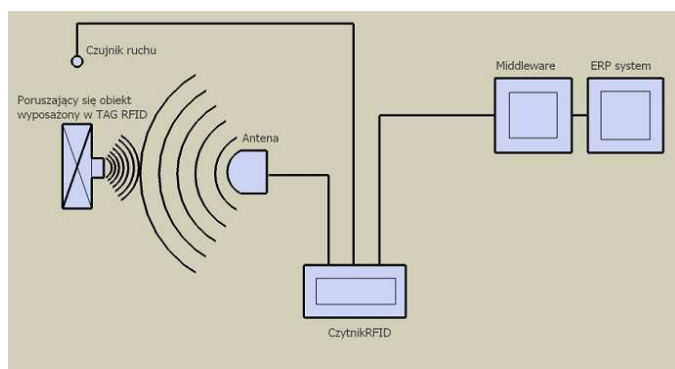 Czujnik ruchu
Middleware
ERP system
Poruszający się obiekt
wyposażony w TAG RFID
Antena
CzytnikRFID